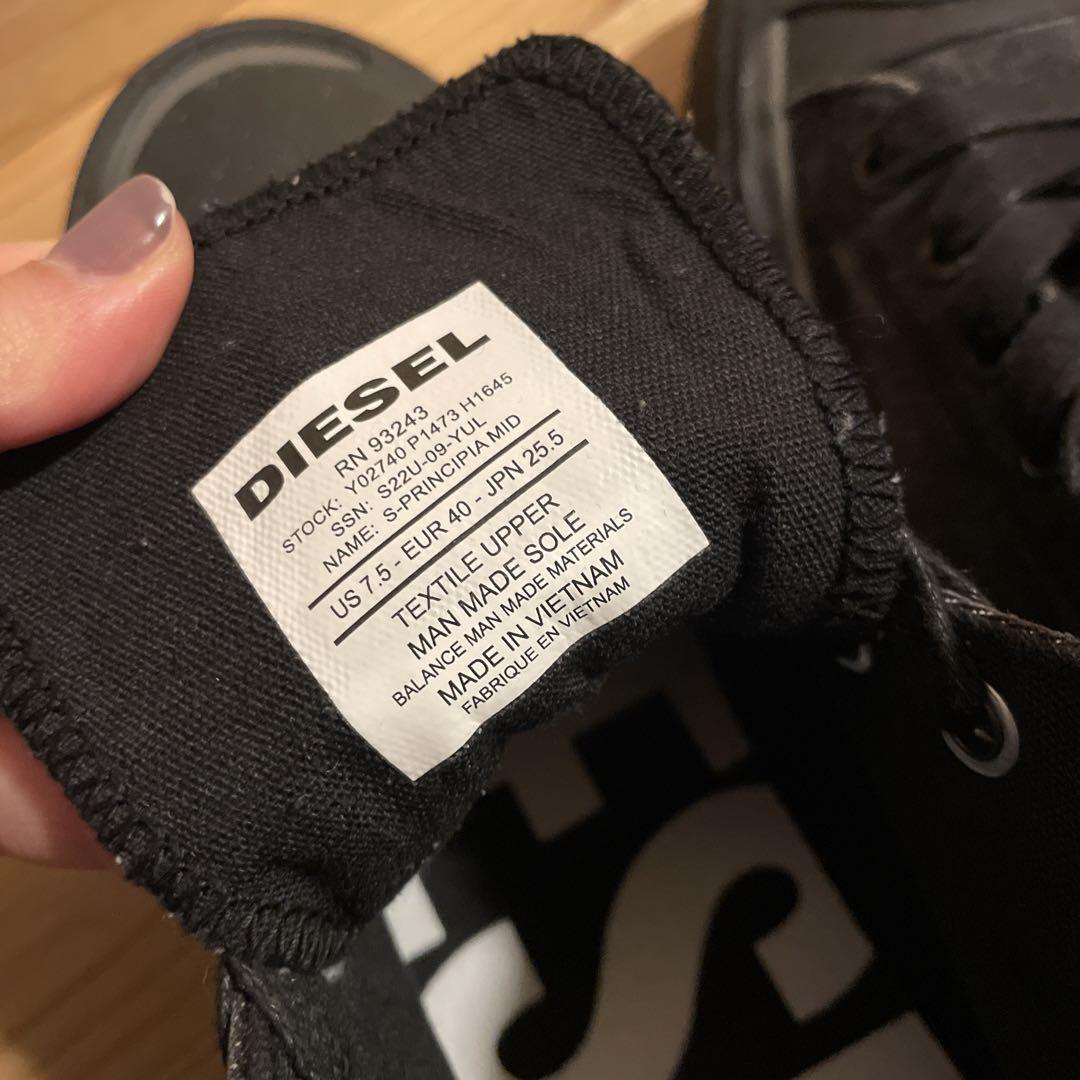 DIESEL
RN 93243
STOCK: Y02740 P1473 H1645
SSN: S22U-09-YUL
NAME: S-PRINCIPIA MID
US 7.5 - EUR 40 - JPN 25.5
TEXTILE UPPER
MAN MADE SOLE
BALANCE MAN MADE MATERIALS
MADE IN VIETNAM
FABRIQUE EN VIETNAM